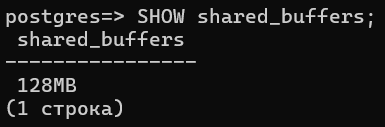 postgres=> SHOW shared_buffers;
 shared_buffers
----------------
 128MB
(1 строка)